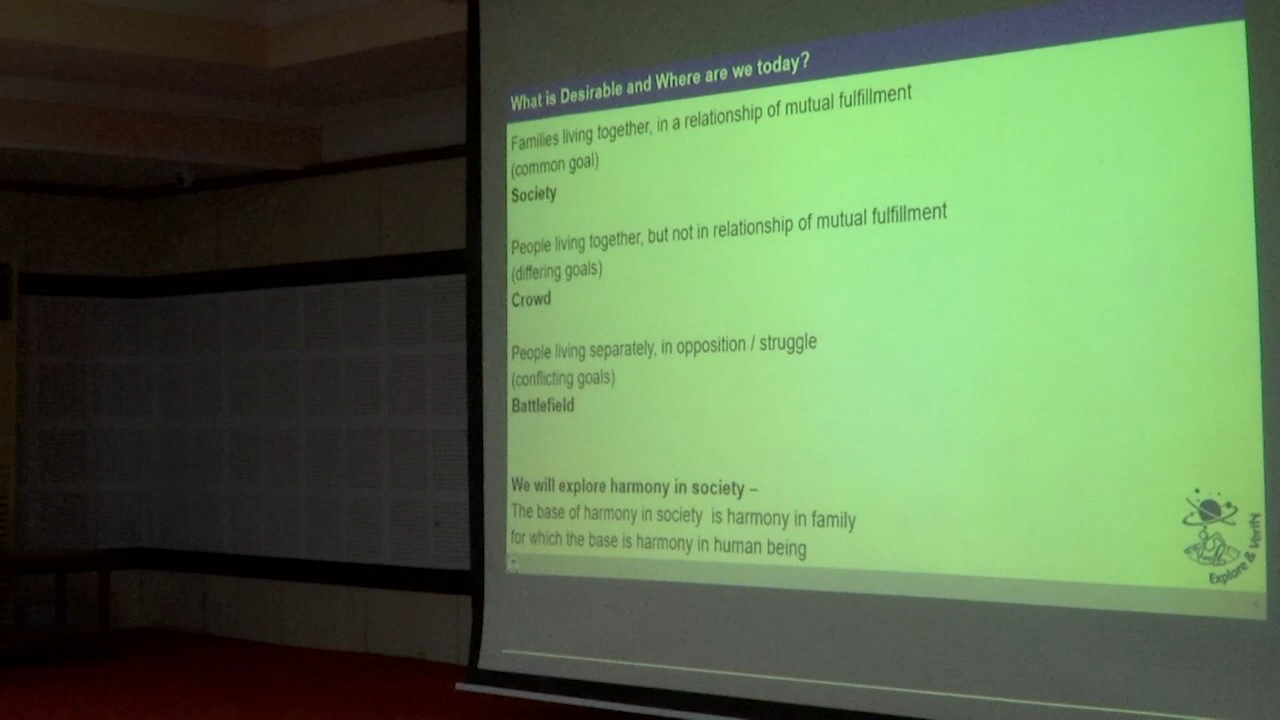 What is Desirable and Where are we today?
Families living together, in a relationship of mutual fulfillment
(common goal)
Society
People living together, but not in relationship of mutual fulfillment
(differing goals)
Crowd
People living separately, in opposition / struggle
(conflicting goals)
Battlefield
We will explore harmony in society –
The base of harmony in society is harmony in family
for which the base is harmony in human being
Explore & Verify